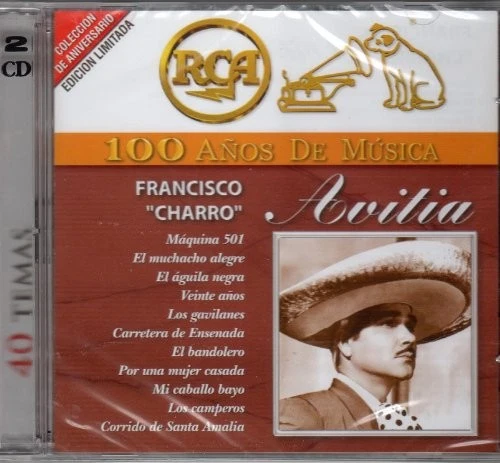 2
CD
COLECCION
DE ANIVERSARIO
EDICION LIMITADA
RCA
100 AÑOS DE MÚSICA
FRANCISCO
"CHARRO"
Avitia
Máquina 501
El muchacho alegre
El águila negra
Veinte años
Los gavilanes
Carretera de Ensenada
El bandolero
Por una mujer casada
Mi caballo bayo
Los camperos
Corrido de Santa Amalia
40 TEMAS